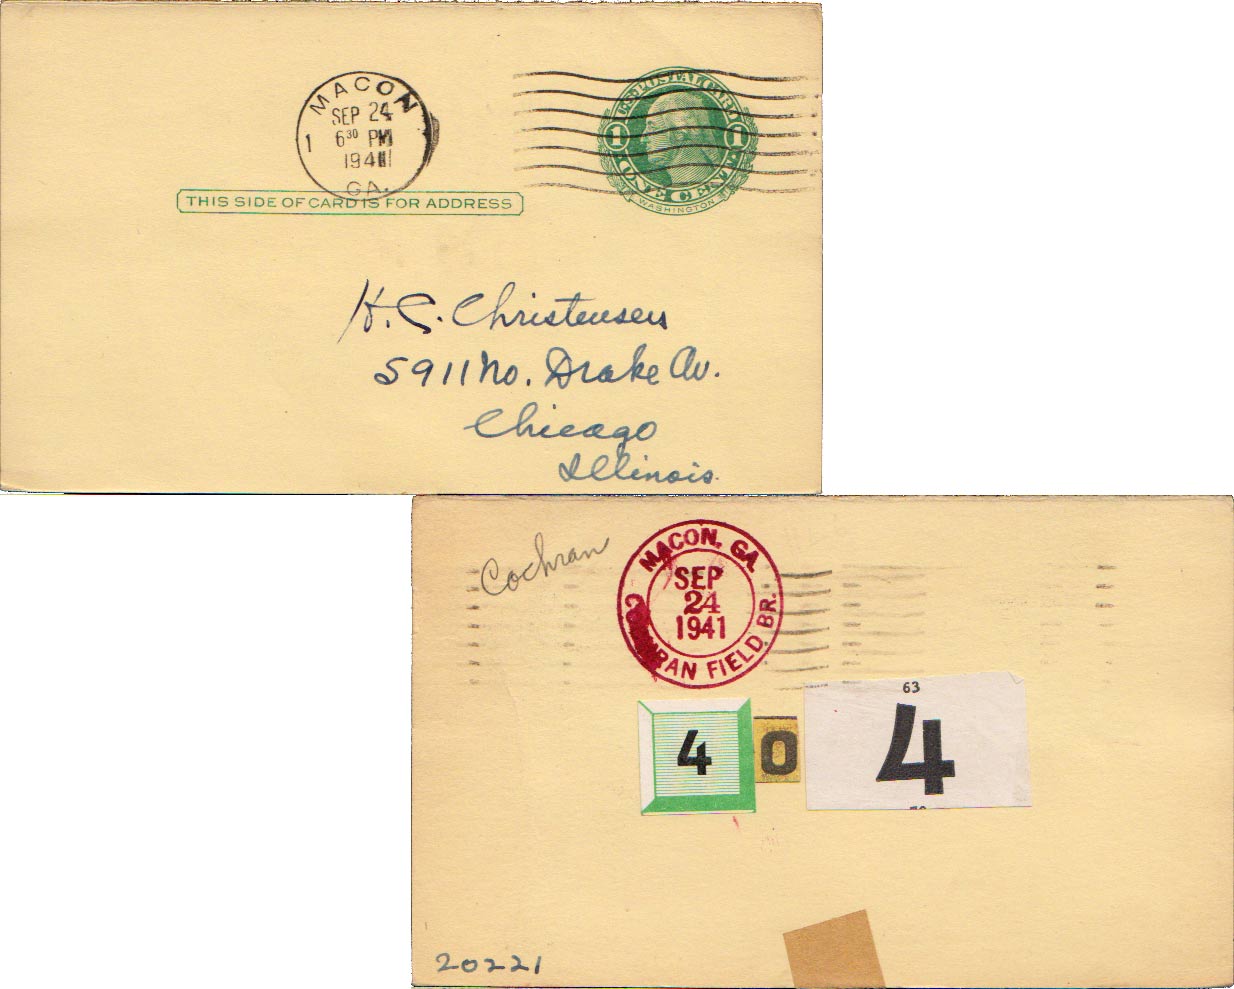 MACON
SEP 24
1 6³⁰ PM
1941
GA.
U.S. POSTAL CARD
1 1
ONE CENT
WASHINGTON
THIS SIDE OF CARD IS FOR ADDRESS
H. C. Christensen
5911 No. Drake Av.
Chicago
Illinois.
Cochran
MACON, GA.
SEP
24
1941
COCHRAN FIELD BR.
63
4 0 4
20221